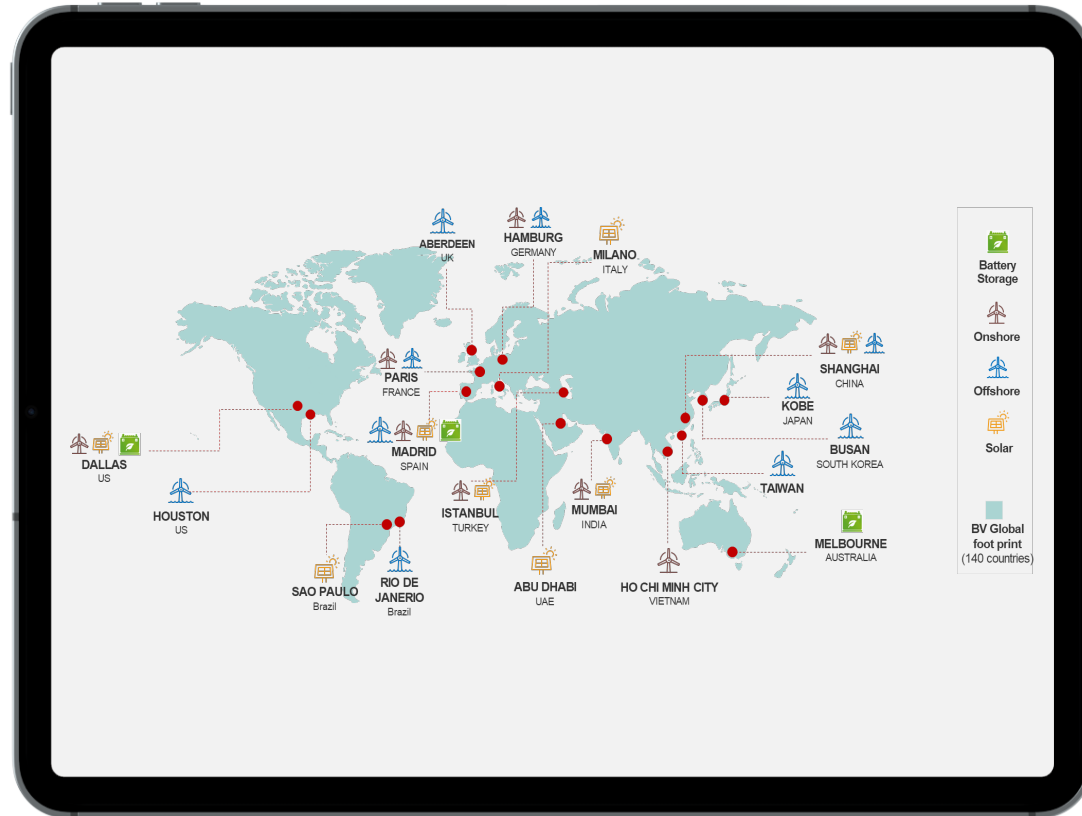 ABERDEEN
UK
HAMBURG
GERMANY
MILANO
ITALY
PARIS
FRANCE
MADRID
SPAIN
DALLAS
US
HOUSTON
US
SAO PAULO
Brazil
RIO DE
JANERIO
Brazil
ISTANBUL
TURKEY
ABU DHABI
UAE
MUMBAI
INDIA
HO CHI MINH CITY
VIETNAM
SHANGHAI
CHINA
KOBE
JAPAN
BUSAN
SOUTH KOREA
TAIWAN
MELBOURNE
AUSTRALIA
Battery
Storage
Onshore
Offshore
Solar
BV Global
foot print
(140 countries)